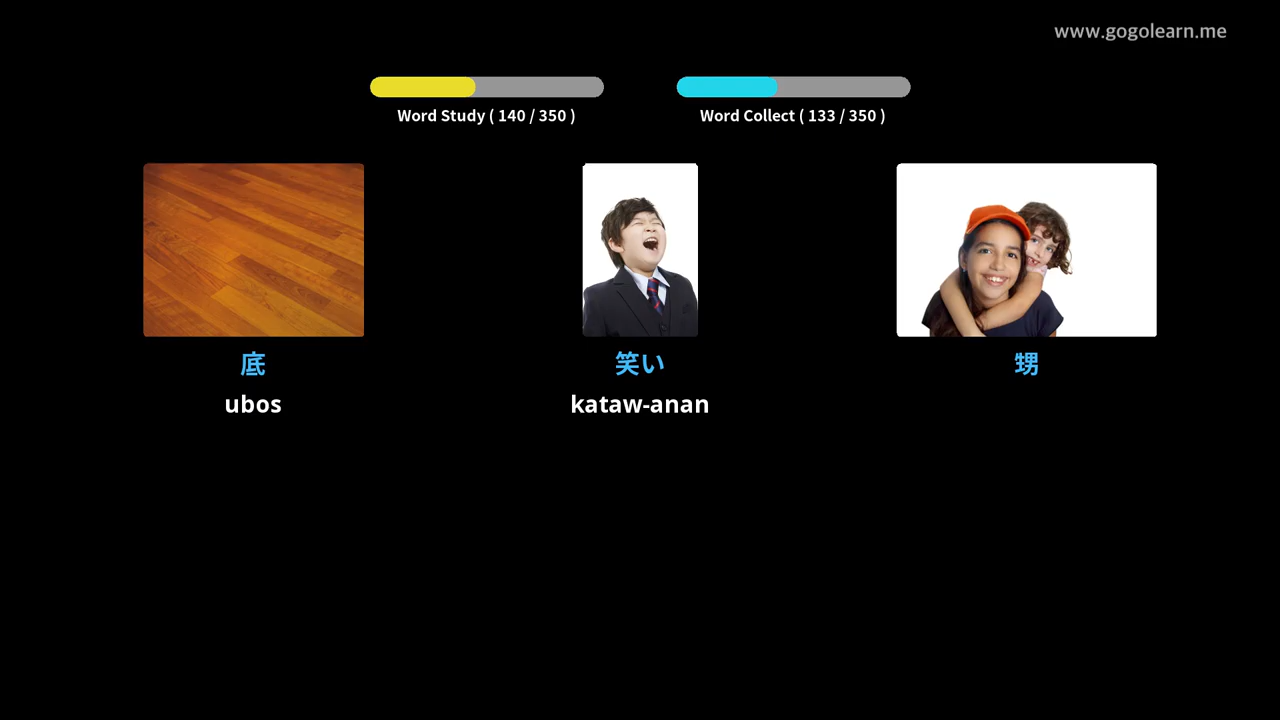 www.gogolearn.me
Word Study ( 140 / 350 )
Word Collect ( 133 / 350 )
底
笑い
甥
ubos
kataw-anan